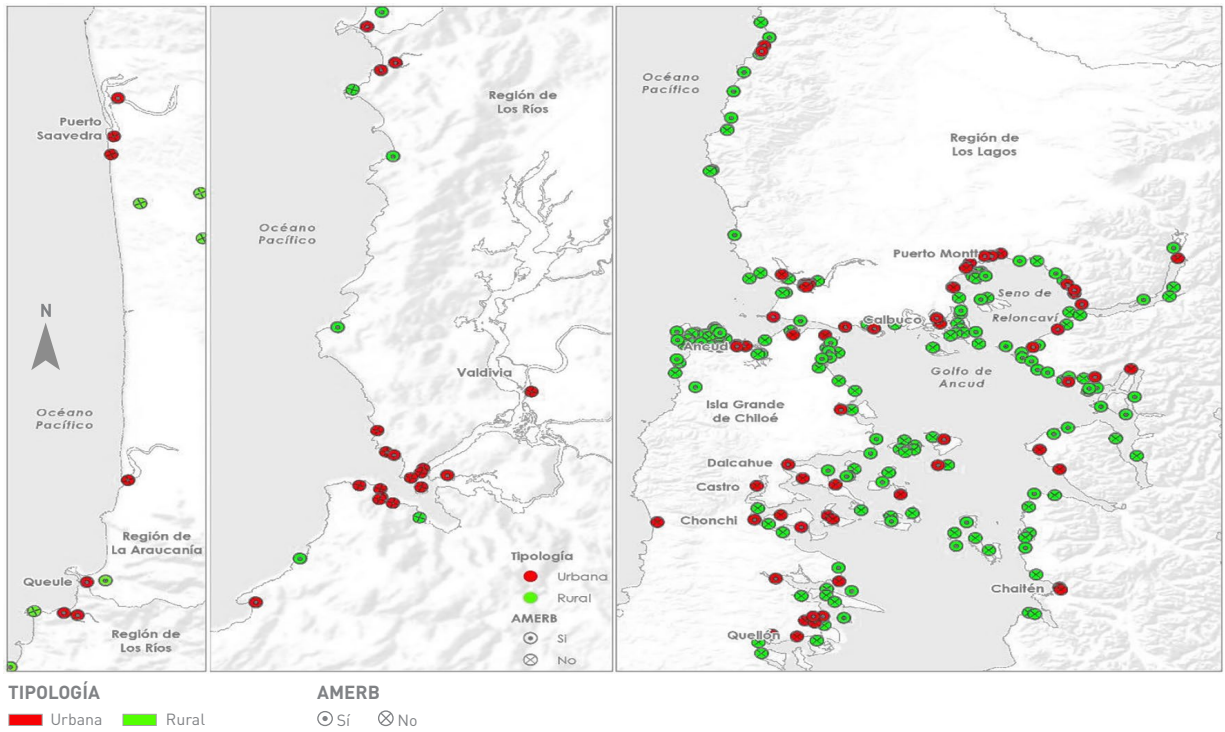 Puerto
Saavedra
N
Océano
Pacífico
Región de
La Araucanía
Queule
Región de
Los Ríos
Región de
Los Ríos
Océano
Pacífico
Valdivia
Tipología
Urbana
Rural
AMERB
Si
No
Océano
Pacífico
Región de
Los Lagos
Puerto Montt
Seno de
Reloncaví
Calbuco
Ancud
Golfo de
Ancud
Isla Grande
de Chiloé
Dalcahue
Castro
Chonchi
Chaitén
Quellón
TIPOLOGÍA
Urbana
Rural
AMERB
Sí
No